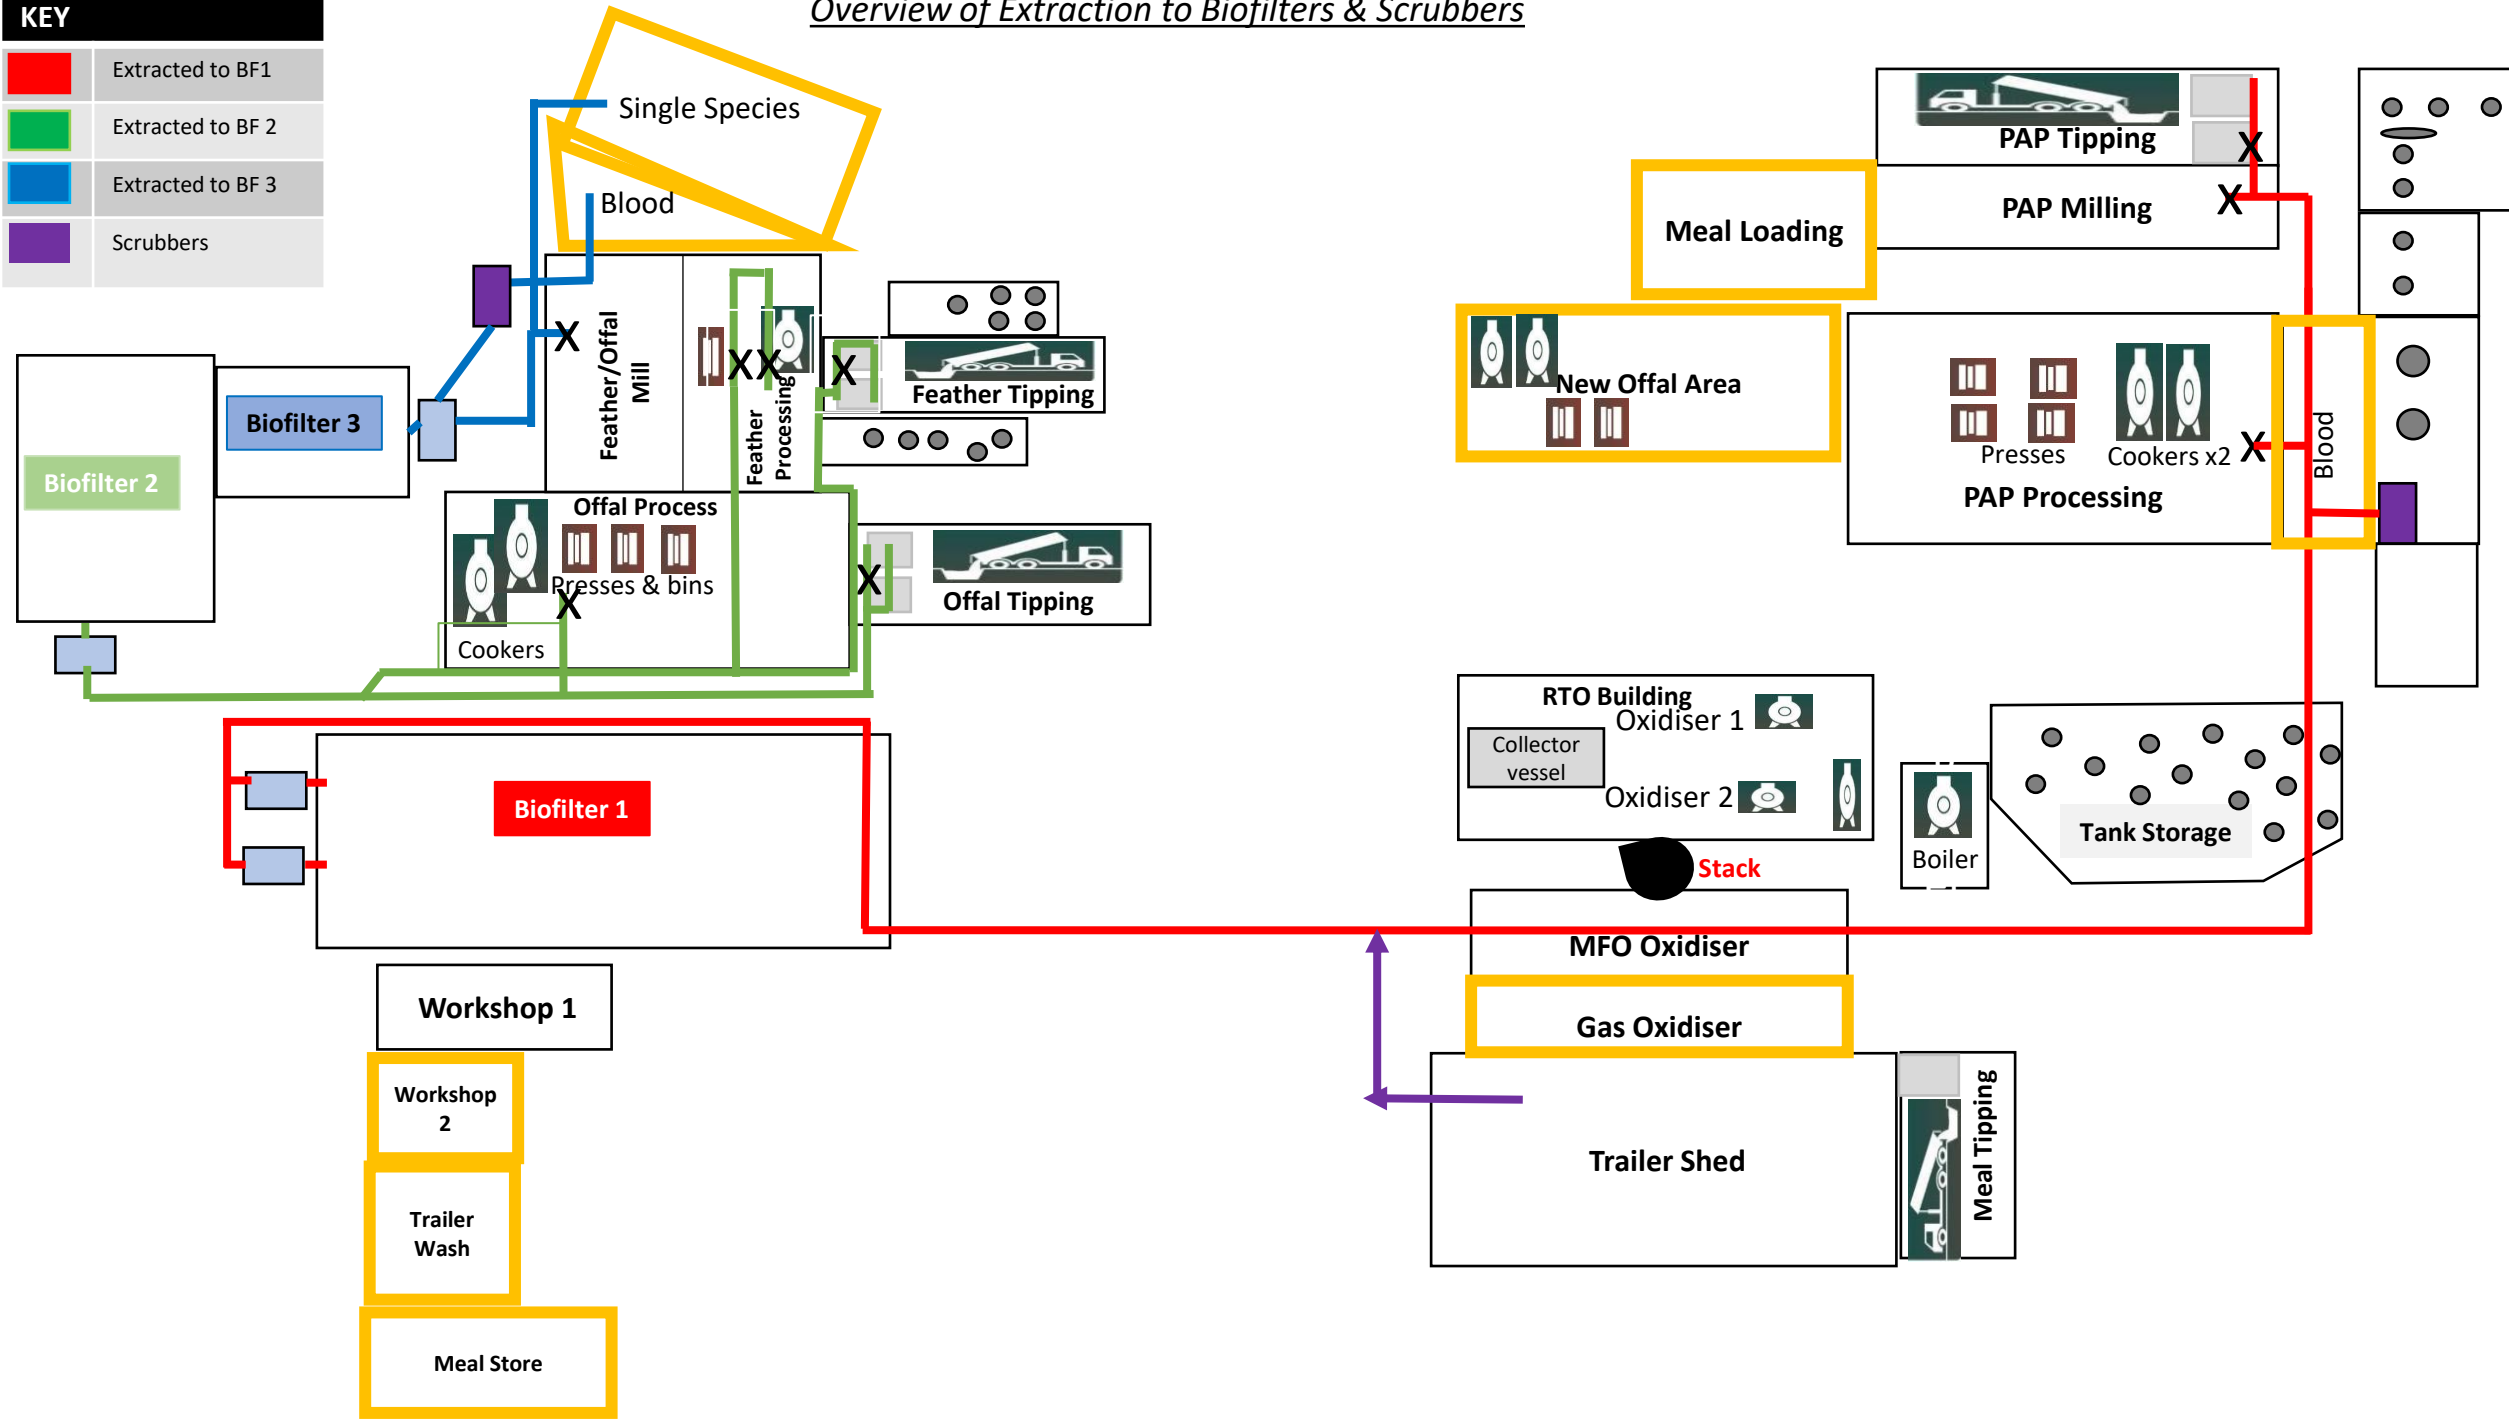 Overview of Extraction to Biofilters & Scrubbers
KEY
Extracted to BF1
Extracted to BF 2
Extracted to BF 3
Scrubbers
Single Species
Blood
Feather/Offal
Mill
Feather
Processing
X
X
X
X
Feather Tipping
Biofilter 3
Biofilter 2
Offal Process
Presses & bins
X
Cookers
X
Offal Tipping
Biofilter 1
Workshop 1
Workshop
2
Trailer
Wash
Meal Store
PAP Tipping
X
PAP Milling
X
Meal Loading
New Offal Area
Presses
Cookers x2
X
PAP Processing
Blood
RTO Building
Oxidiser 1
Collector
vessel
Oxidiser 2
Stack
Boiler
Tank Storage
MFO Oxidiser
Gas Oxidiser
Trailer Shed
Meal Tipping